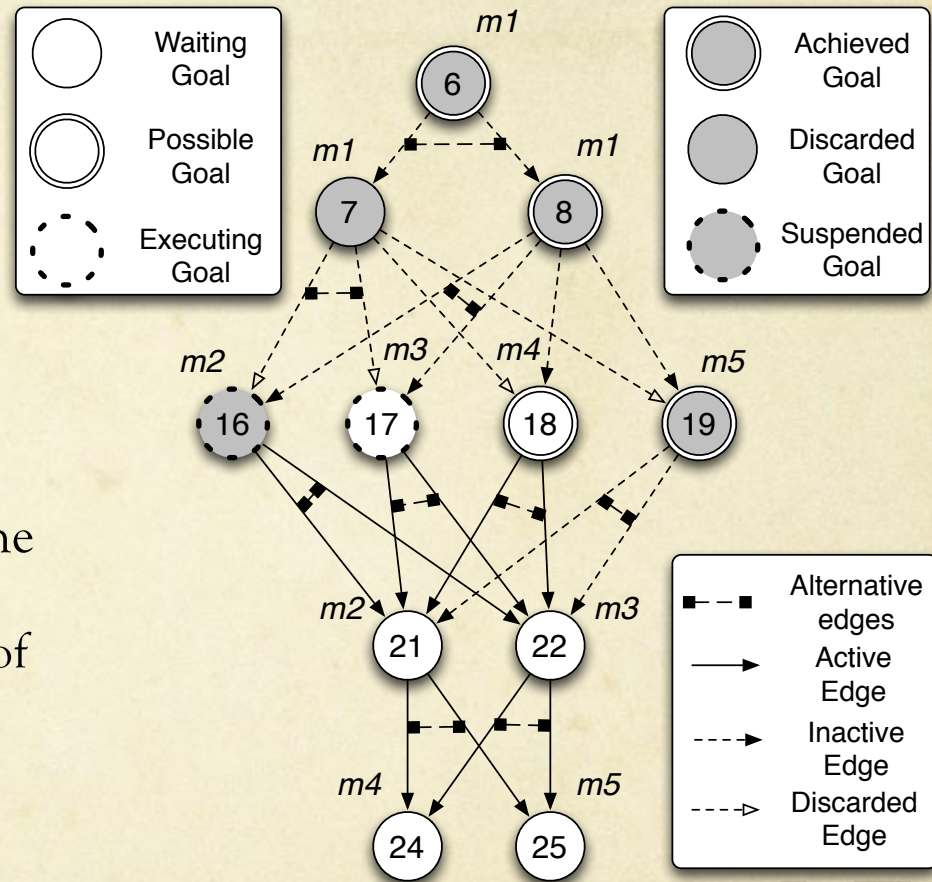 Waiting
Goal
Possible
Goal
Executing
Goal
m1
6
Achieved
Goal
Discarded
Goal
Suspended
Goal
m1
7
m1
8
m2
16
m3
17
m4
18
m5
19
ne
of
m2
21
m3
22
m4
24
m5
25
Alternative
edges
Active
Edge
Inactive
Edge
Discarded
Edge